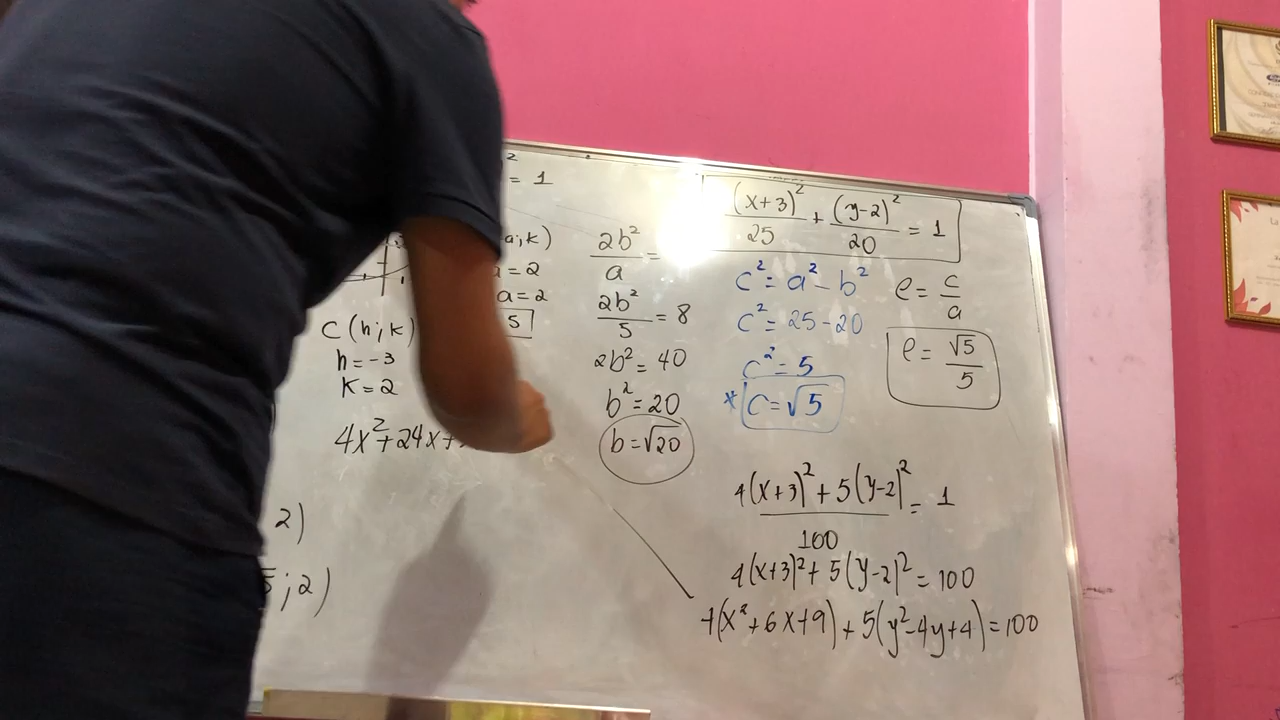 2
= 1
a,k)
a = 2
a = 2
5
C (h;k)
h = -3
K = 2
4x² + 24x +
2)
5; 2)
2b²/a =
2b²/5 = 8
2b² = 40
b² = 20
b = √20
(x+3)²/25 + (y-2)²/20 = 1
c² = a² - b²
c² = 25 - 20
c² = 5
* C = √5
e = c/a
e = √5/5
4(x+3)² + 5(y-2)²/100 = 1
4(x+3)² + 5(y-2)² = 100
4(x² + 6x + 9) + 5(y² - 4y + 4) = 100